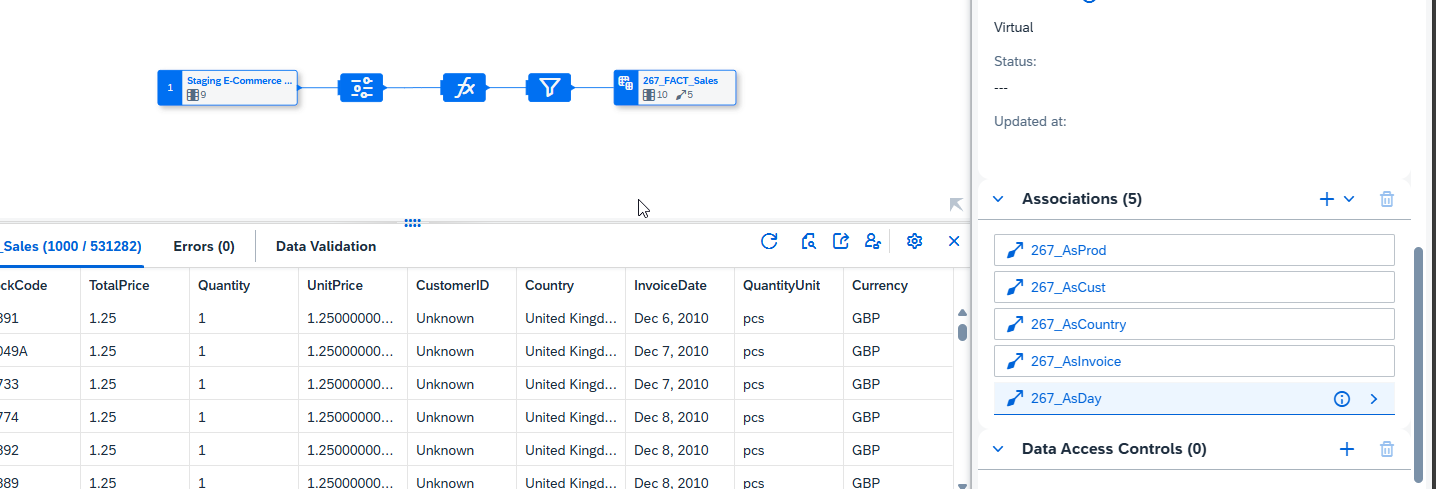 Virtual
Status:
---
Updated at:
1 Staging E-Commerce ...
9
fx
267_FACT_Sales
10 5
Associations (5)
267_AsProd
267_AsCust
267_AsCountry
267_AsInvoice
267_AsDay
Data Access Controls (0)
_Sales (1000 / 531282) Errors (0) Data Validation
ckCode TotalPrice Quantity UnitPrice CustomerID Country InvoiceDate QuantityUnit Currency
391 1.25 1 1.25000000... Unknown United Kingd... Dec 6, 2010 pcs GBP
049A 1.25 1 1.25000000... Unknown United Kingd... Dec 7, 2010 pcs GBP
733 1.25 1 1.25000000... Unknown United Kingd... Dec 7, 2010 pcs GBP
774 1.25 1 1.25000000... Unknown United Kingd... Dec 8, 2010 pcs GBP
392 1.25 1 1.25000000... Unknown United Kingd... Dec 8, 2010 pcs GBP
389 1.25 1 1.25000000... Unknown United Kingd... Dec 8, 2010 pcs GBP